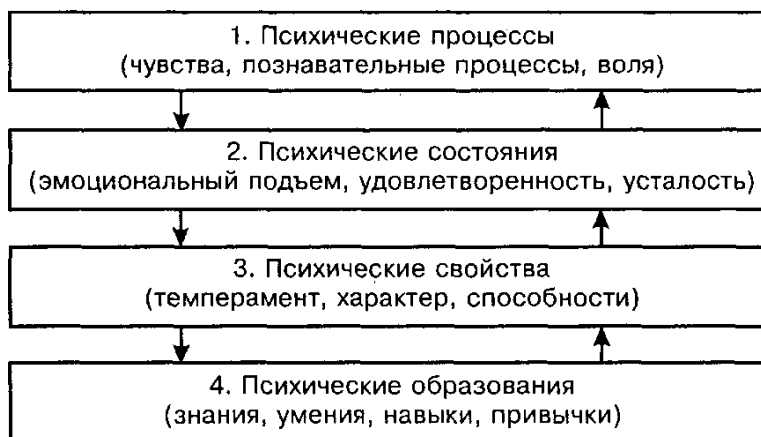 1. Психические процессы
(чувства, познавательные процессы, воля)
2. Психические состояния
(эмоциональный подъем, удовлетворенность, усталость)
3. Психические свойства
(темперамент, характер, способности)
4. Психические образования
(знания, умения, навыки, привычки)